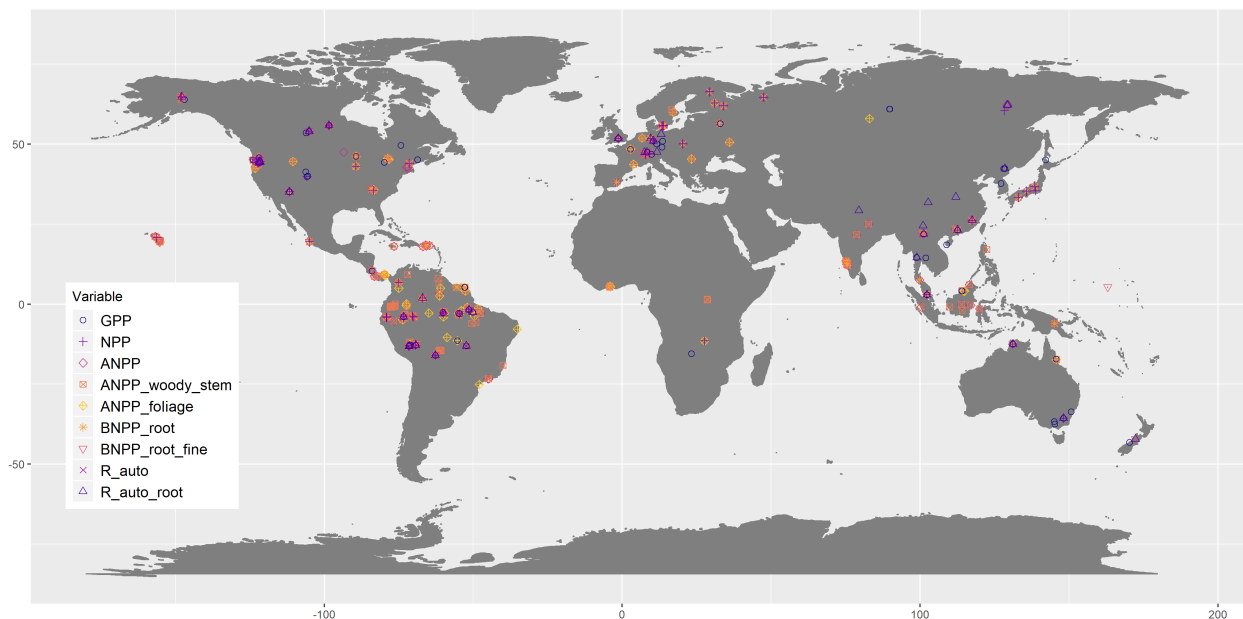 50
0
-50
Variable
GPP
NPP
ANPP
ANPP_woody_stem
ANPP_foliage
BNPP_root
BNPP_root_fine
R_auto
R_auto_root
-100
0
100
200